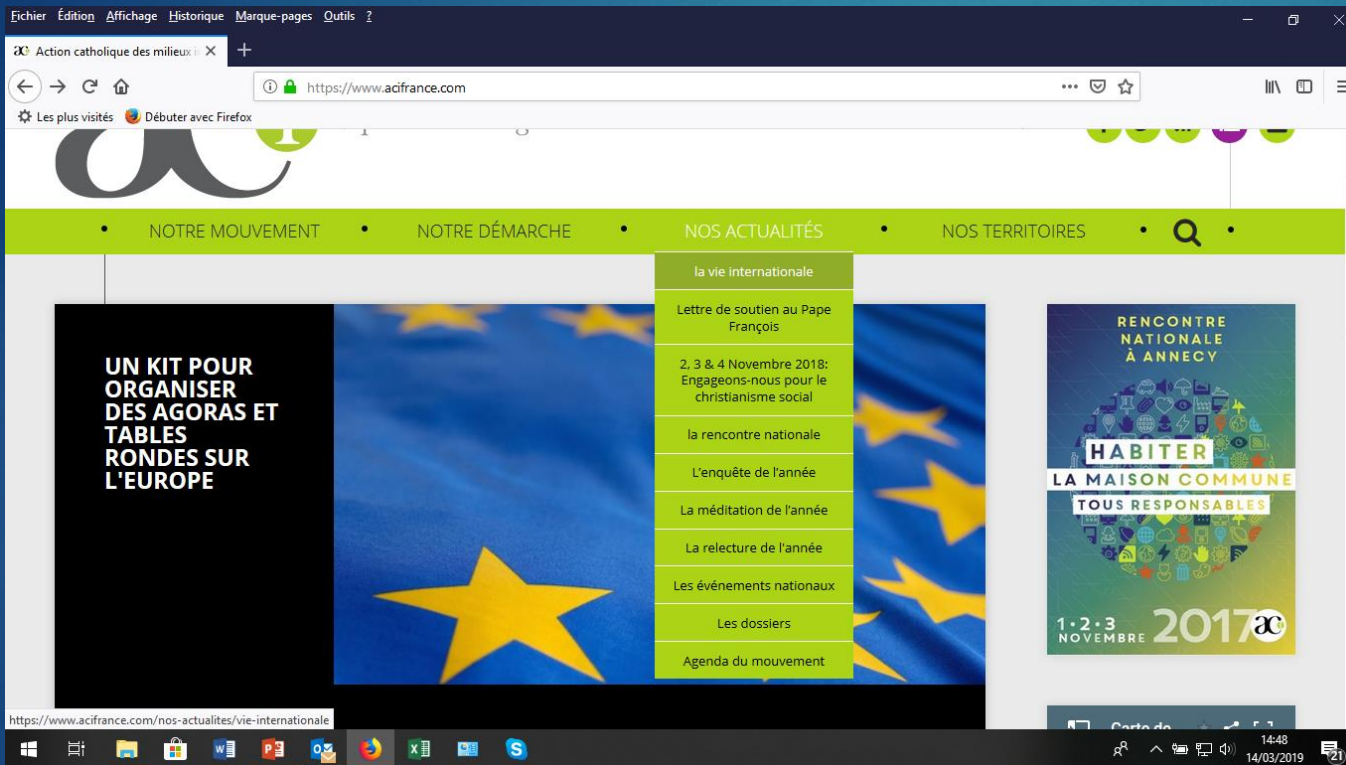 Fichier Édition Affichage Historique Marque-pages Outils ?
Action catholique des milieux
https://www.acifrance.com
Les plus visités Débuter avec Firefox
ac
NOTRE MOUVEMENT • NOTRE DÉMARCHE • NOS ACTUALITÉS • NOS TERRITOIRES
la vie internationale
Lettre de soutien au Pape
François
2, 3 & 4 Novembre 2018:
Engageons-nous pour le
christianisme social
la rencontre nationale
L'enquête de l'année
La méditation de l'année
La relecture de l'année
Les événements nationaux
Les dossiers
Agenda du mouvement
UN KIT POUR
ORGANISER
DES AGORAS ET
TABLES
RONDES SUR
L'EUROPE
RENCONTRE
NATIONALE
À ANNECY
HABITER
LA MAISON COMMUNE
TOUS RESPONSABLES
1•2•3
NOVEMBRE 2017 ac
Carte de
https://www.acifrance.com/nos-actualites/vie-internationale
14:48
14/03/2019
21